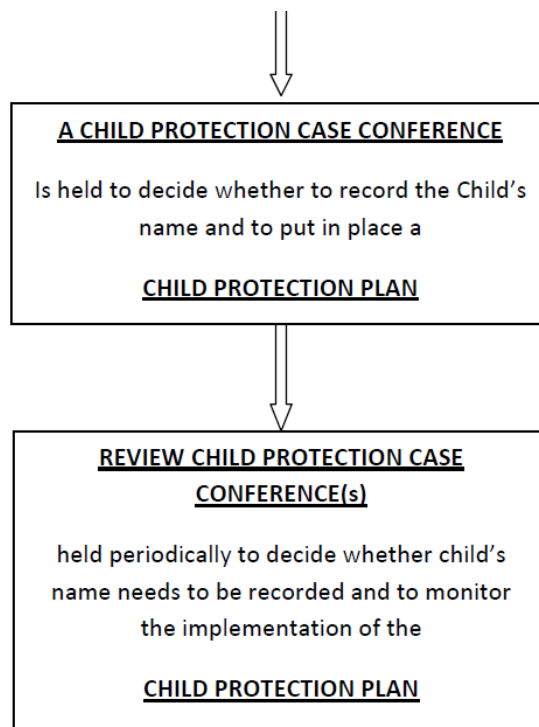 A CHILD PROTECTION CASE CONFERENCE
Is held to decide whether to record the Child’s
name and to put in place a
CHILD PROTECTION PLAN
REVIEW CHILD PROTECTION CASE
CONFERENCE(s)
held periodically to decide whether child’s
name needs to be recorded and to monitor
the implementation of the
CHILD PROTECTION PLAN